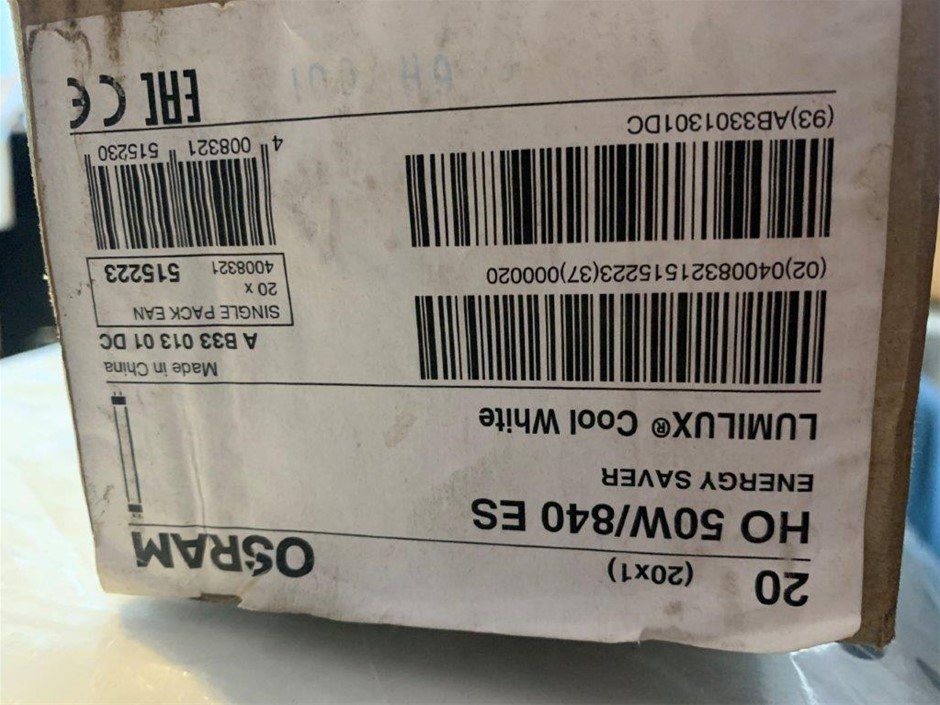 20 (20x1)
OSRAM
HO 50W/840 ES
ENERGY SAVER
LUMILUX® Cool White
Made in China
A B33 013 01 DC
SINGLE PACK EAN
20 x
4008321 515223
(02)04008321515223(37)000020
(93)AB3301301DC
4 008321 515230
EAC CE